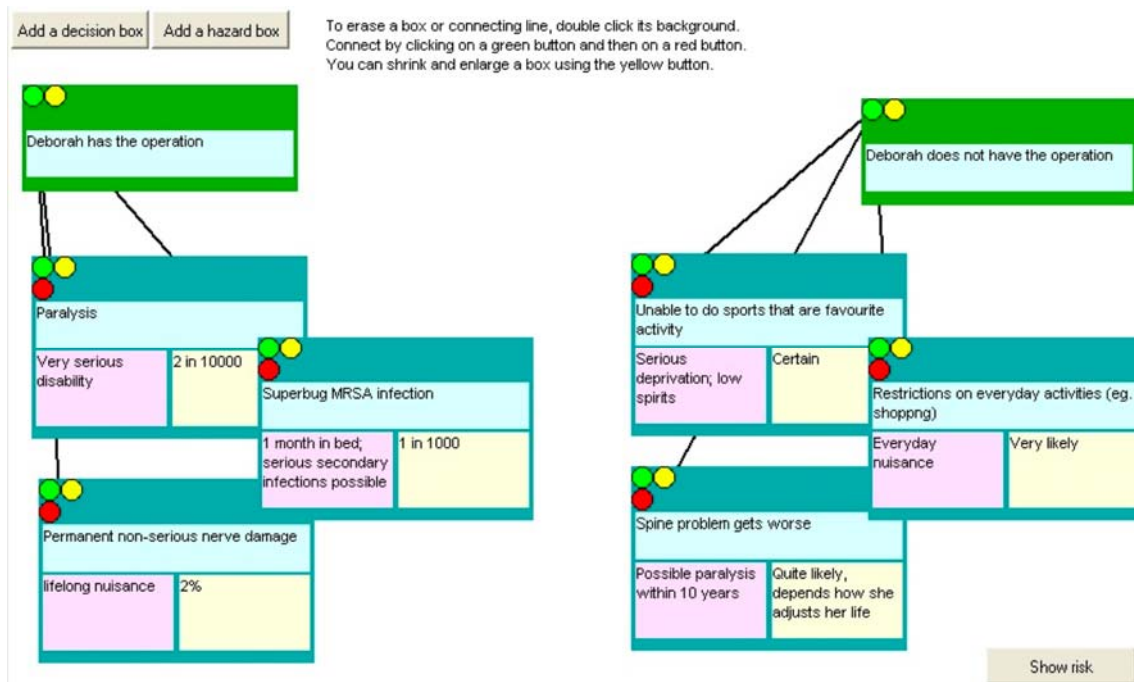 Add a decision box
Add a hazard box
To erase a box or connecting line, double click its background.
Connect by clicking on a green button and then on a red button.
You can shrink and enlarge a box using the yellow button.
Deborah has the operation
Paralysis
Very serious
disability
2 in 10000
Superbug MRSA infection
1 month in bed;
serious secondary
infections possible
1 in 1000
Permanent non-serious nerve damage
lifelong nuisance
2%
Deborah does not have the operation
Unable to do sports that are favourite
activity
Serious
deprivation; low
spirits
Certain
Restrictions on everyday activities (eg.
shoppng)
Everyday
nuisance
Very likely
Spine problem gets worse
Possible paralysis
within 10 years
Quite likely,
depends how she
adjusts her life
Show risk